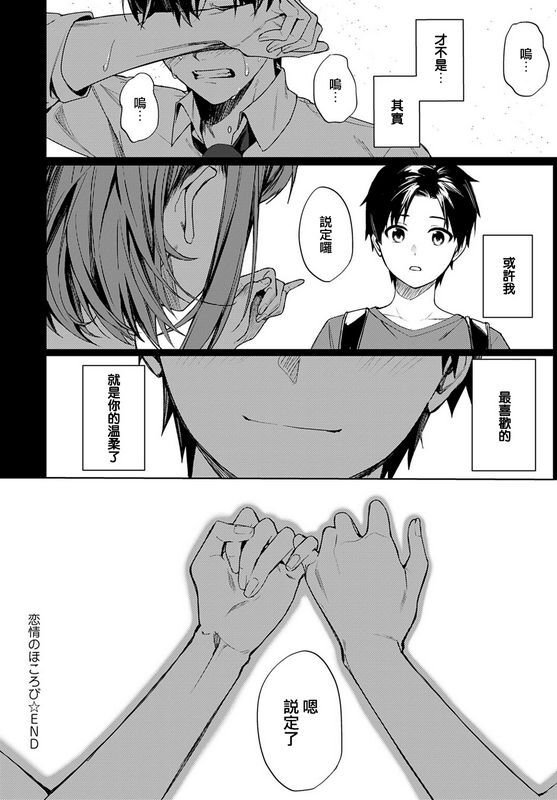 嗚…
才不是…
其實
嗚…
嗚…
或許我
說定囉
最喜歡的
就是你的温柔了
嗯
說定了
恋情のほころび☆END